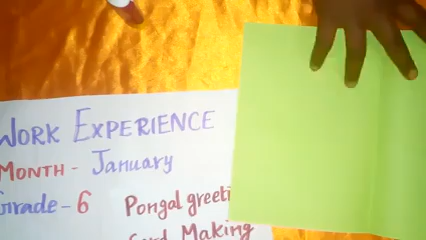 WORK EXPERIENCE
MONTH - January
Grade - 6
Pongal greeti
Card Making